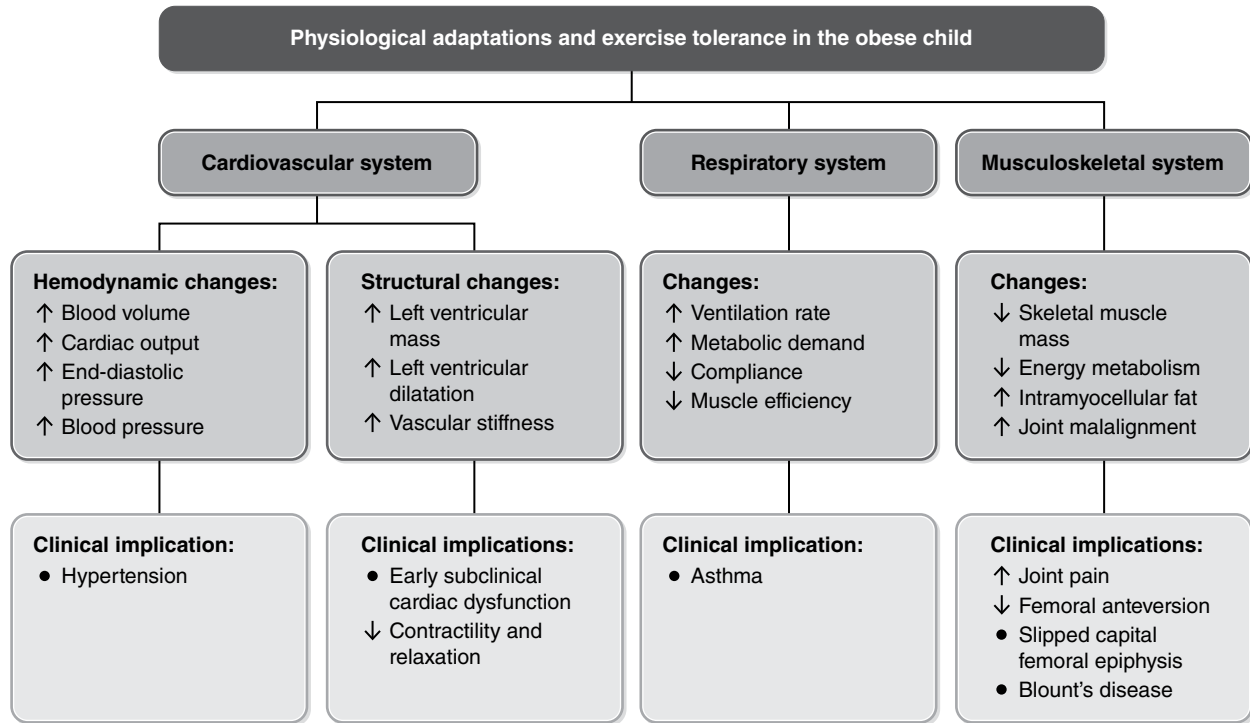 Physiological adaptations and exercise tolerance in the obese child
Cardiovascular system
Respiratory system
Musculoskeletal system
Hemodynamic changes:
↑ Blood volume
↑ Cardiac output
↑ End-diastolic
pressure
↑ Blood pressure
Structural changes:
↑ Left ventricular
mass
↑ Left ventricular
dilatation
↑ Vascular stiffness
Changes:
↑ Ventilation rate
↑ Metabolic demand
↓ Compliance
↓ Muscle efficiency
Changes:
↓ Skeletal muscle
mass
↓ Energy metabolism
↑ Intramyocellular fat
↑ Joint malalignment
Clinical implication:
● Hypertension
Clinical implications:
● Early subclinical
cardiac dysfunction
↓ Contractility and
relaxation
Clinical implication:
● Asthma
Clinical implications:
↑ Joint pain
↓ Femoral anteversion
● Slipped capital
femoral epiphysis
● Blount's disease